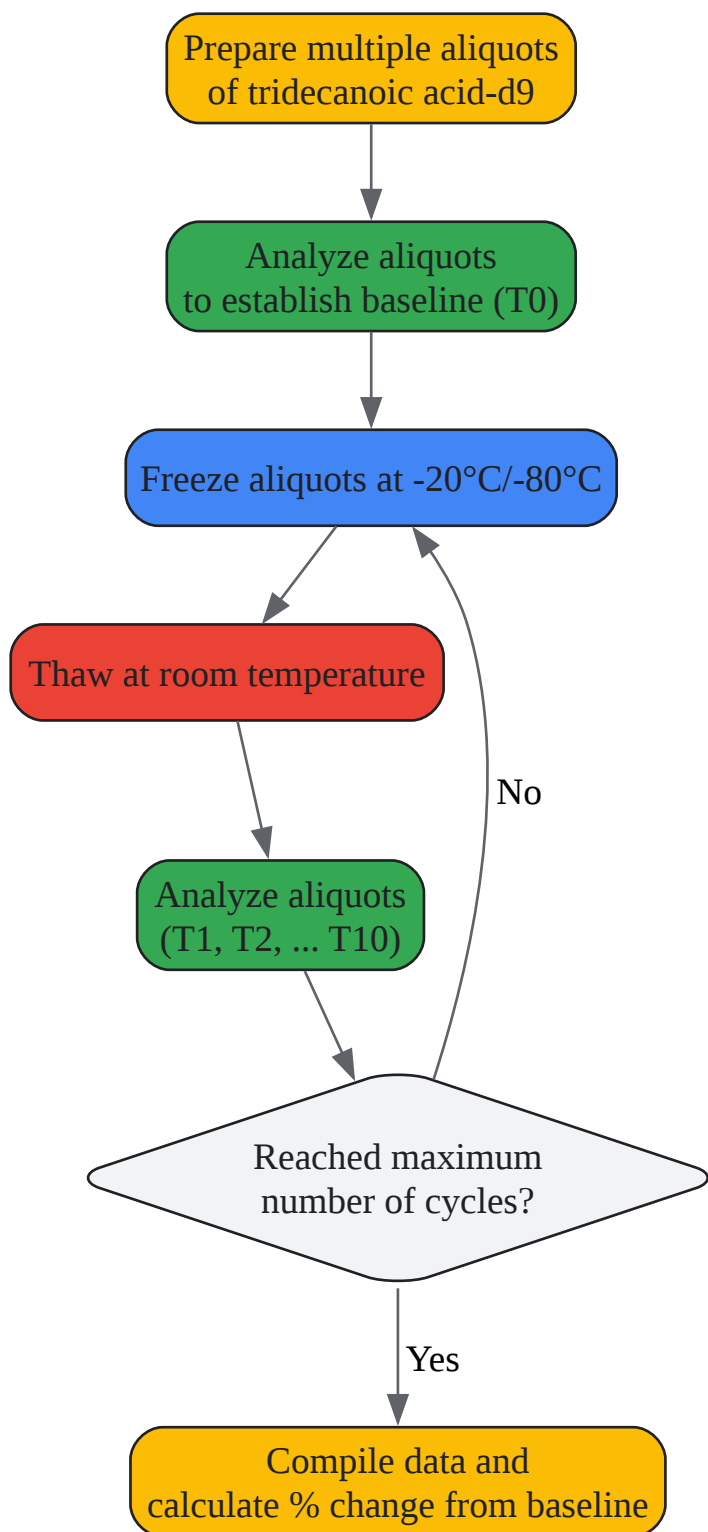 Prepare multiple aliquots
of tridecanoic acid-d9
Analyze aliquots
to establish baseline (T0)
Freeze aliquots at -20°C/-80°C
Thaw at room temperature
No
Analyze aliquots
(T1, T2, ... T10)
Reached maximum
number of cycles?
Yes
Compile data and
calculate % change from baseline